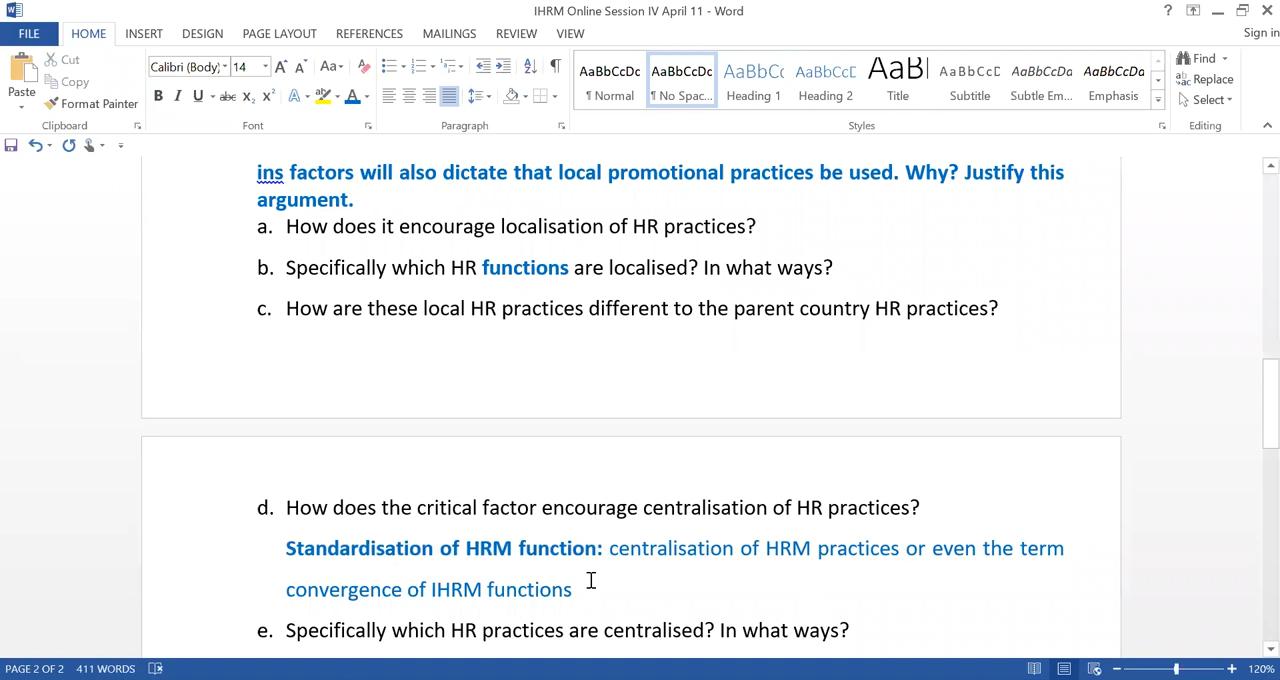 IHRM Online Session IV April 11 - Word
?
FILE HOME INSERT DESIGN PAGE LAYOUT REFERENCES MAILINGS REVIEW VIEW Sign in
Paste
Cut
Copy
Format Painter
Clipboard
Calibri (Body) 14
Aa
B I U abc X₂ X²
A A
Font
Paragraph
AaBbCcDc AaBbCcDc AaBbCc AaBbCcD AaBl AaBbCcD AaBbCcDa AaBbCcDa
¶ Normal ¶ No Spac... Heading 1 Heading 2 Title Subtitle Subtle Em... Emphasis
Styles
Find
Replace
Select
Editing
ins factors will also dictate that local promotional practices be used. Why? Justify this
argument.
a. How does it encourage localisation of HR practices?
b. Specifically which HR functions are localised? In what ways?
c. How are these local HR practices different to the parent country HR practices?
d. How does the critical factor encourage centralisation of HR practices?
Standardisation of HRM function: centralisation of HRM practices or even the term
convergence of IHRM functions
e. Specifically which HR practices are centralised? In what ways?
PAGE 2 OF 2 411 WORDS 120%